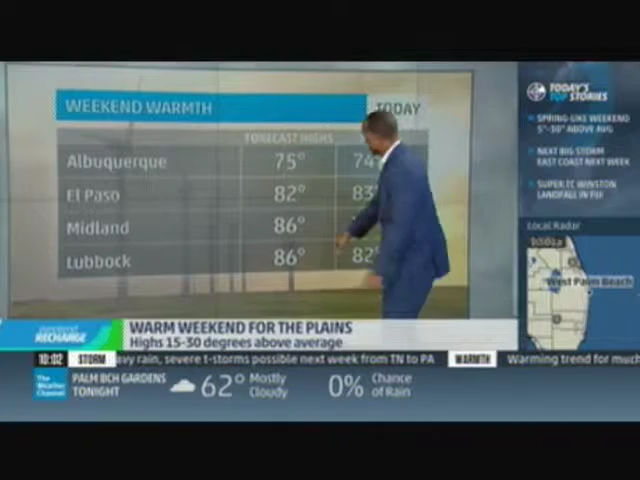 WEEKEND WARMTH
TODAY
FORECAST HIGHS
Albuquerque 75° 74°
El Paso 82° 83°
Midland 86°
Lubbock 86° 82°
TODAY'S
TOP STORIES
SPRING-LIKE WEEKEND
5°-30° ABOVE AVG
NEXT BIG STORM
EAST COAST NEXT WEEK
SUPER TC WINSTON
LANDFALL IN FIJI
Local Radar
West Palm Beach
weekend
RECHARGE
WARM WEEKEND FOR THE PLAINS
Highs 15-30 degrees above average
10:02 STORM avy rain, severe t-storms possible next week from TN to PA WARMTH Warming trend for much
The
Weather
Channel
PALM BCH GARDENS
TONIGHT
62° Mostly
Cloudy
0% Chance
of Rain